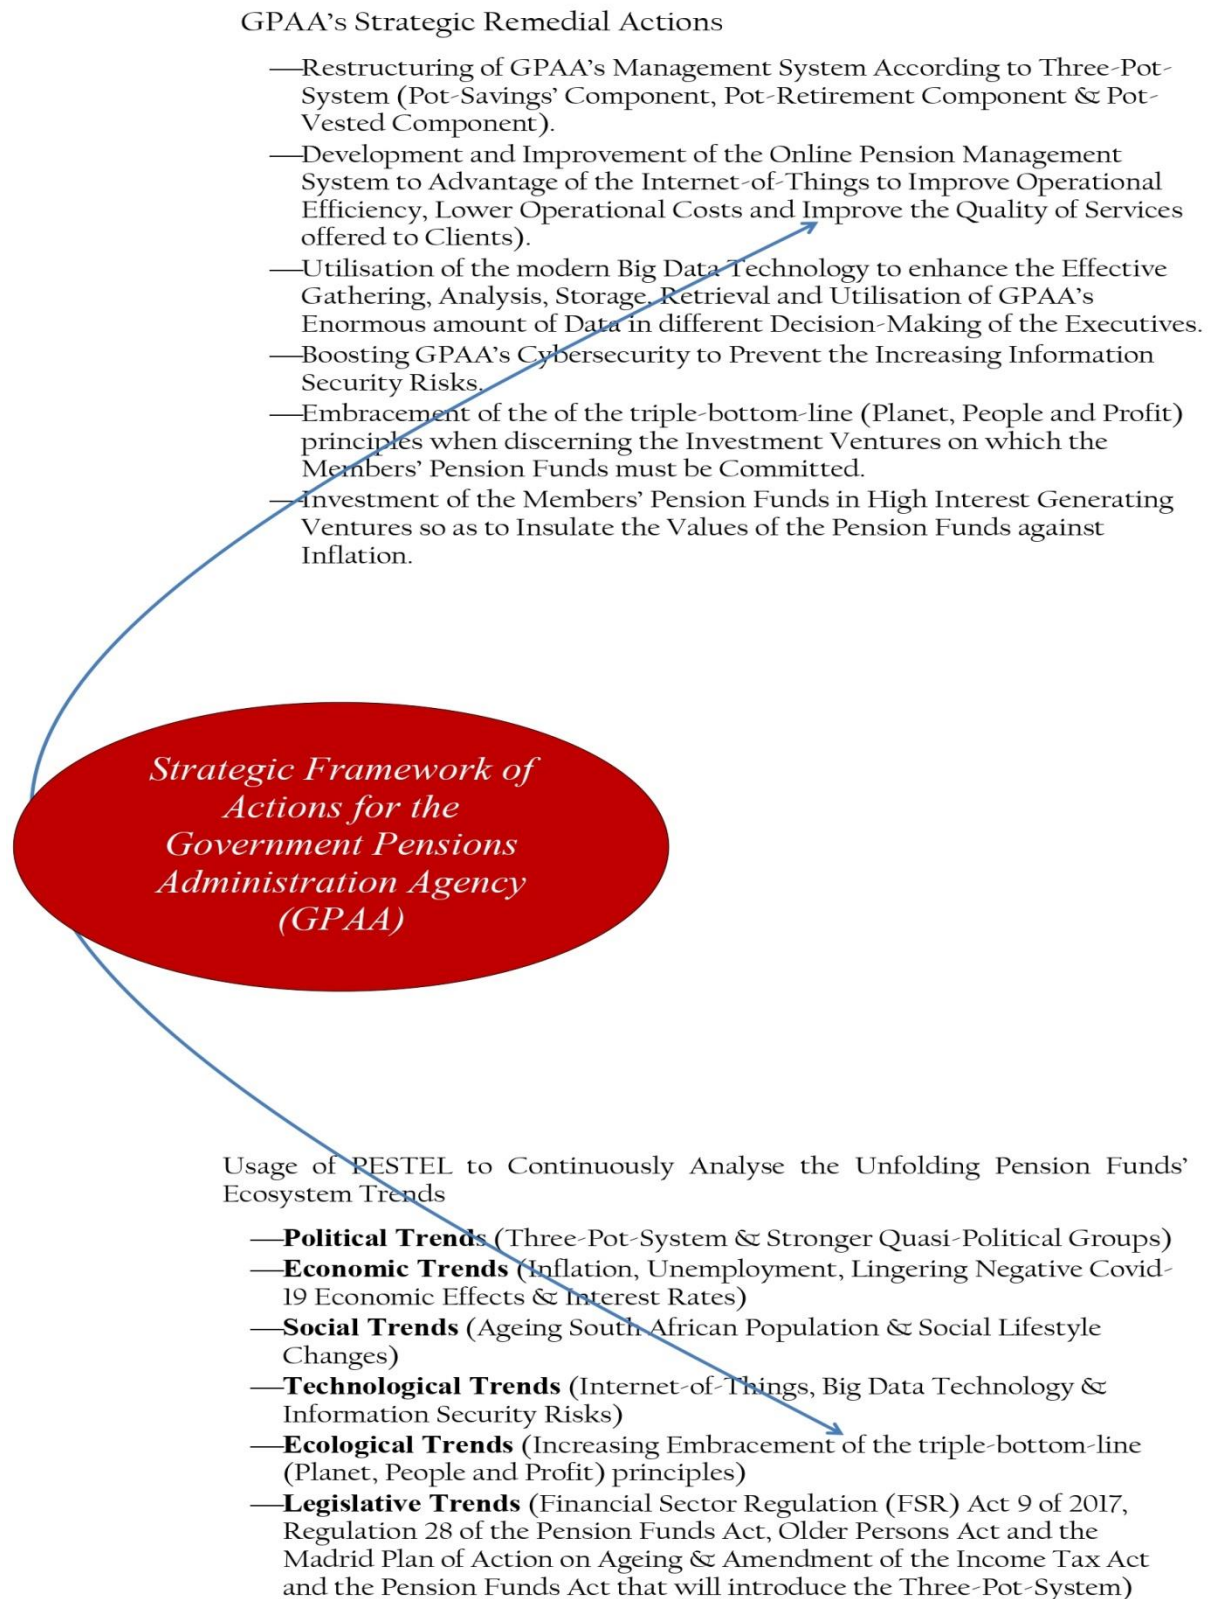 GPAA's Strategic Remedial Actions
—Restructuring of GPAA's Management System According to Three-Pot-
System (Pot-Savings' Component, Pot-Retirement Component & Pot-
Vested Component).
—Development and Improvement of the Online Pension Management
System to Advantage of the Internet-of-Things to Improve Operational
Efficiency, Lower Operational Costs and Improve the Quality of Services
offered to Clients).
—Utilisation of the modern Big Data Technology to enhance the Effective
Gathering, Analysis, Storage, Retrieval and Utilisation of GPAA's
Enormous amount of Data in different Decision-Making of the Executives.
—Boosting GPAA's Cybersecurity to Prevent the Increasing Information
Security Risks.
—Embracement of the of the triple-bottom-line (Planet, People and Profit)
principles when discerning the Investment Ventures on which the
Members' Pension Funds must be Committed.
—Investment of the Members' Pension Funds in High Interest Generating
Ventures so as to Insulate the Values of the Pension Funds against
Inflation.
Strategic Framework of
Actions for the
Government Pensions
Administration Agency
(GPAA)
Usage of PESTEL to Continuously Analyse the Unfolding Pension Funds'
Ecosystem Trends
—Political Trends (Three-Pot-System & Stronger Quasi-Political Groups)
—Economic Trends (Inflation, Unemployment, Lingering Negative Covid-
19 Economic Effects & Interest Rates)
—Social Trends (Ageing South African Population & Social Lifestyle
Changes)
—Technological Trends (Internet-of-Things, Big Data Technology &
Information Security Risks)
—Ecological Trends (Increasing Embracement of the triple-bottom-line
(Planet, People and Profit) principles)
—Legislative Trends (Financial Sector Regulation (FSR) Act 9 of 2017,
Regulation 28 of the Pension Funds Act, Older Persons Act and the
Madrid Plan of Action on Ageing & Amendment of the Income Tax Act
and the Pension Funds Act that will introduce the Three-Pot-System)